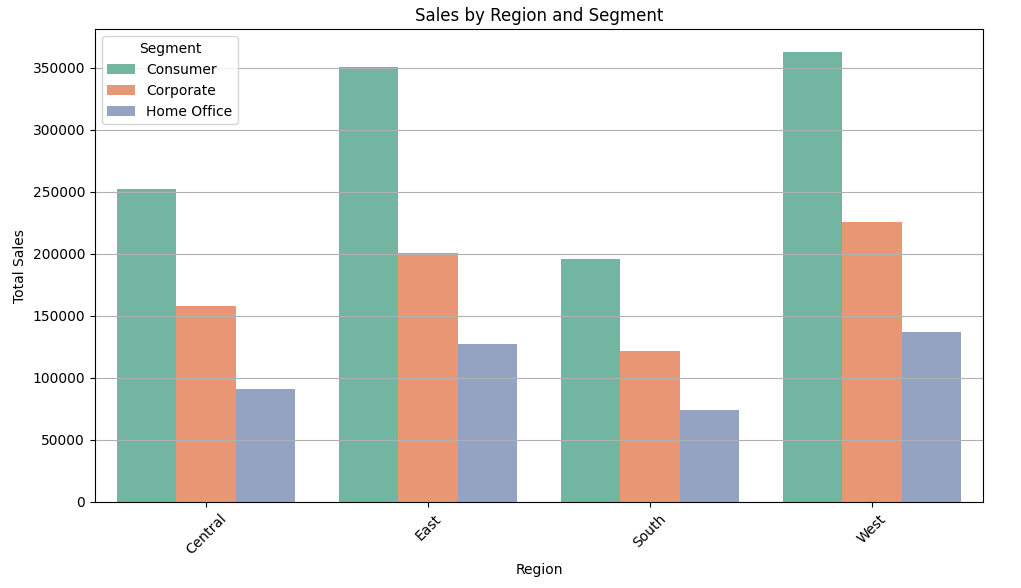 Sales by Region and Segment
Segment
Consumer
Corporate
Home Office
Total Sales
350000
300000
250000
200000
150000
100000
50000
0
Central
East
South
West
Region